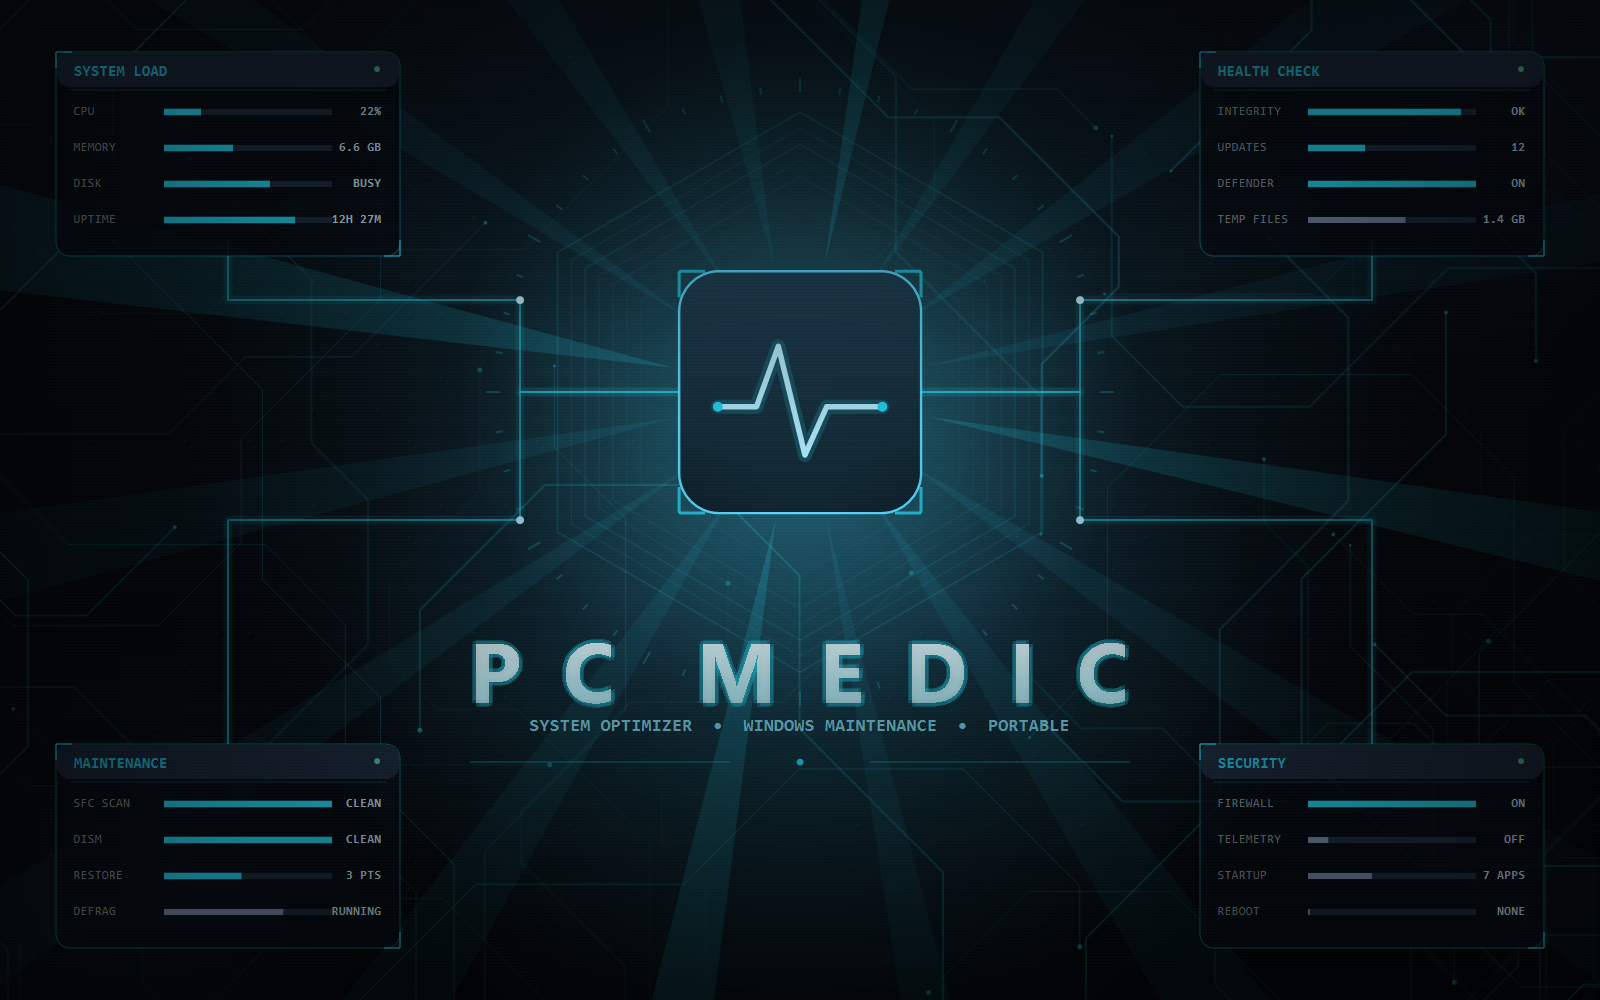 SYSTEM LOAD
CPU 22%
MEMORY 6.6 GB
DISK BUSY
UPTIME 12H 27M
HEALTH CHECK
INTEGRITY OK
UPDATES 12
DEFENDER ON
TEMP FILES 1.4 GB
PC MEDIC
SYSTEM OPTIMIZER • WINDOWS MAINTENANCE • PORTABLE
MAINTENANCE
SFC SCAN CLEAN
DISM CLEAN
RESTORE 3 PTS
DEFRAG RUNNING
SECURITY
FIREWALL ON
TELEMETRY OFF
STARTUP 7 APPS
REBOOT NONE